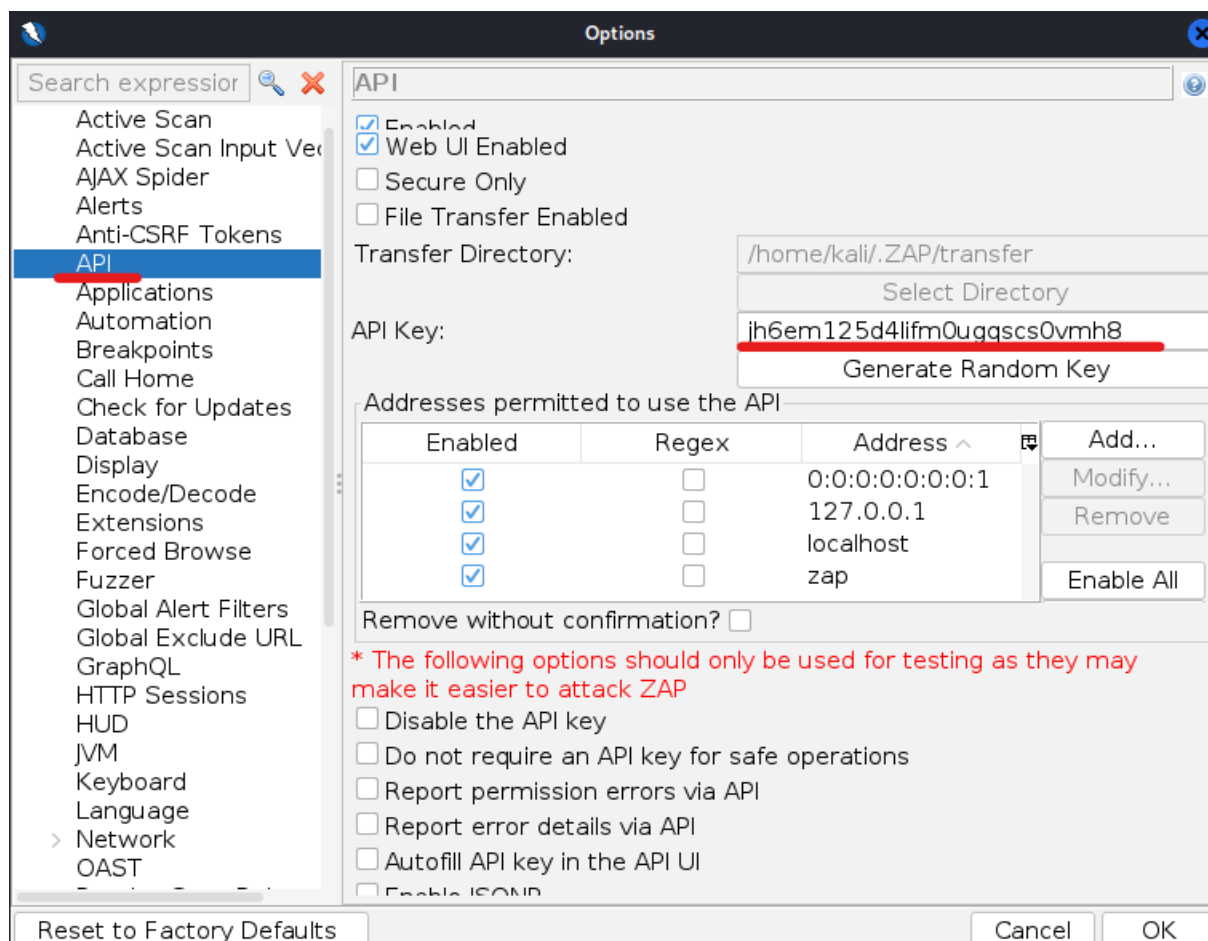 Options
Search expression
API
Active Scan
Active Scan Input Vec
AJAX Spider
Alerts
Anti-CSRF Tokens
API
Applications
Automation
Breakpoints
Call Home
Check for Updates
Database
Display
Encode/Decode
Extensions
Forced Browse
Fuzzer
Global Alert Filters
Global Exclude URL
GraphQL
HTTP Sessions
HUD
JVM
Keyboard
Language
Network
OAST
Enabled
Web UI Enabled
Secure Only
File Transfer Enabled
Transfer Directory: /home/kali/.ZAP/transfer
Select Directory
API Key: jh6em125d4lifm0ugqscs0vmh8
Generate Random Key
Addresses permitted to use the API
Enabled Regex Address Add...
0:0:0:0:0:0:0:1 Modify...
127.0.0.1 Remove
localhost
zap Enable All
Remove without confirmation?
* The following options should only be used for testing as they may
make it easier to attack ZAP
Disable the API key
Do not require an API key for safe operations
Report permission errors via API
Report error details via API
Autofill API key in the API UI
Enable JSONP
Reset to Factory Defaults Cancel OK